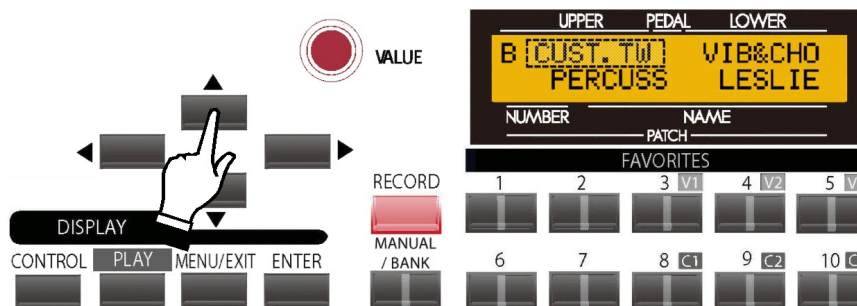 VALUE
UPPER PEDAL LOWER
B CUST. TW VIB&CHO
PERCUSS LESLIE
NUMBER NAME
PATCH
FAVORITES
RECORD
1 2 3 V1 4 V2 5
DISPLAY
MANUAL
/ BANK
CONTROL PLAY MENU/EXIT ENTER
6 7 8 C1 9 C2 10